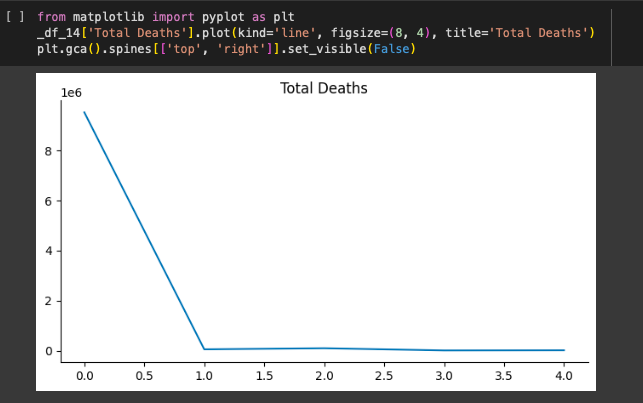 [ ] from matplotlib import pyplot as plt
_df_14['Total Deaths'].plot(kind='line', figsize=(8, 4), title='Total Deaths')
plt.gca().spines[['top', 'right']].set_visible(False)
Total Deaths
1e6
8
6
4
2
0
0.0 0.5 1.0 1.5 2.0 2.5 3.0 3.5 4.0